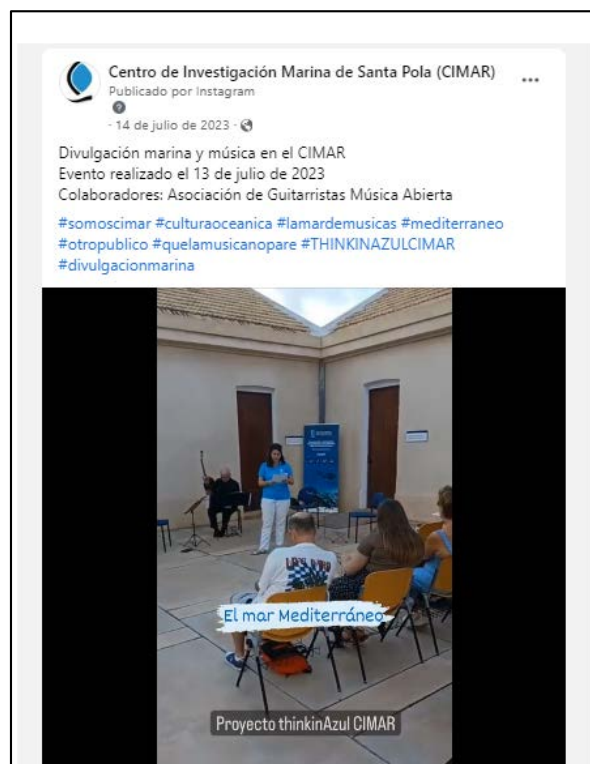 Centro de Investigación Marina de Santa Pola (CIMAR)
Publicado por Instagram
· 14 de julio de 2023 ·
Divulgación marina y música en el CIMAR
Evento realizado el 13 de julio de 2023
Colaboradores: Asociación de Guitarristas Música Abierta
#somoscimar #culturaoceanica #lamardemusicas #mediterraneo
#otropublico #quelamusicanopare #THINKINAZULCIMAR
#divulgacionmarina
El mar Mediterráneo
Proyecto thinkinAzul CIMAR